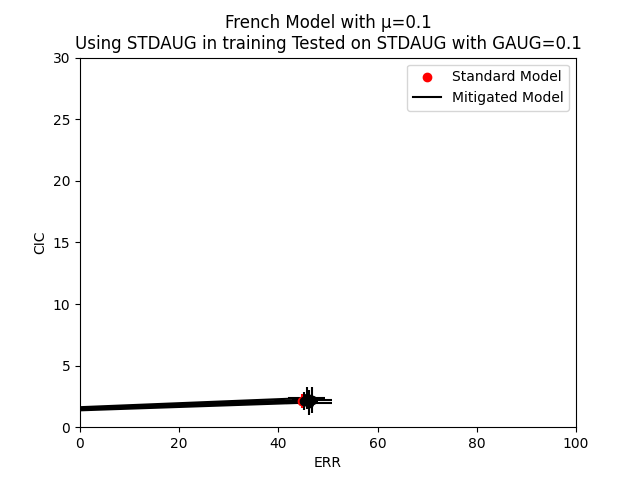 French Model with μ=0.1
Using STDAUG in training Tested on STDAUG with GAUG=0.1
30
Standard Model
Mitigated Model
25
20
15
10
5
0
CIC
0 20 40 60 80 100
ERR